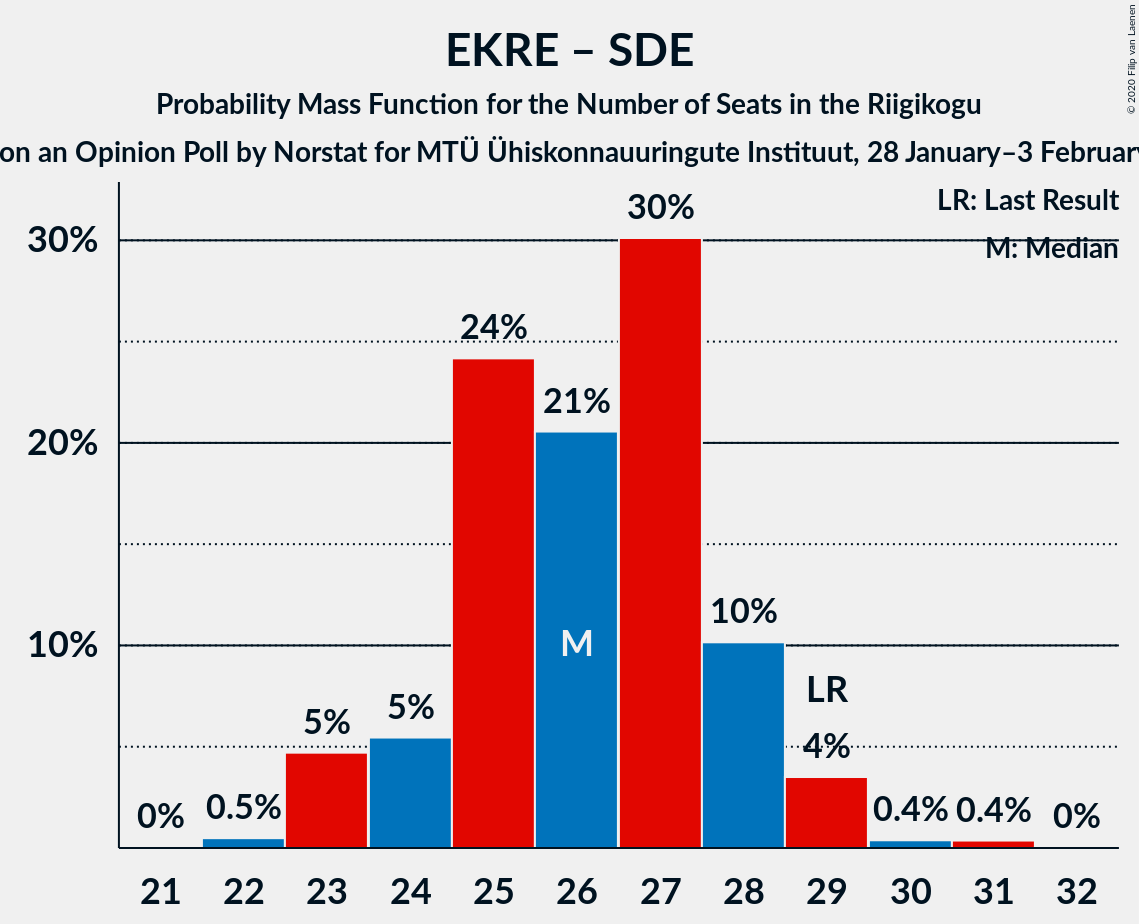 EKRE – SDE
Probability Mass Function for the Number of Seats in the Riigikogu
on an Opinion Poll by Norstat for MTÜ Ühiskonnauuringute Instituut, 28 January–3 February
© 2020 Filip van Laenen
LR: Last Result
M: Median
30%
20%
10%
0%
0.5%
5%
5%
24%
21%
30%
10%
4%
0.4%
0.4%
0%
M
LR
21 22 23 24 25 26 27 28 29 30 31 32